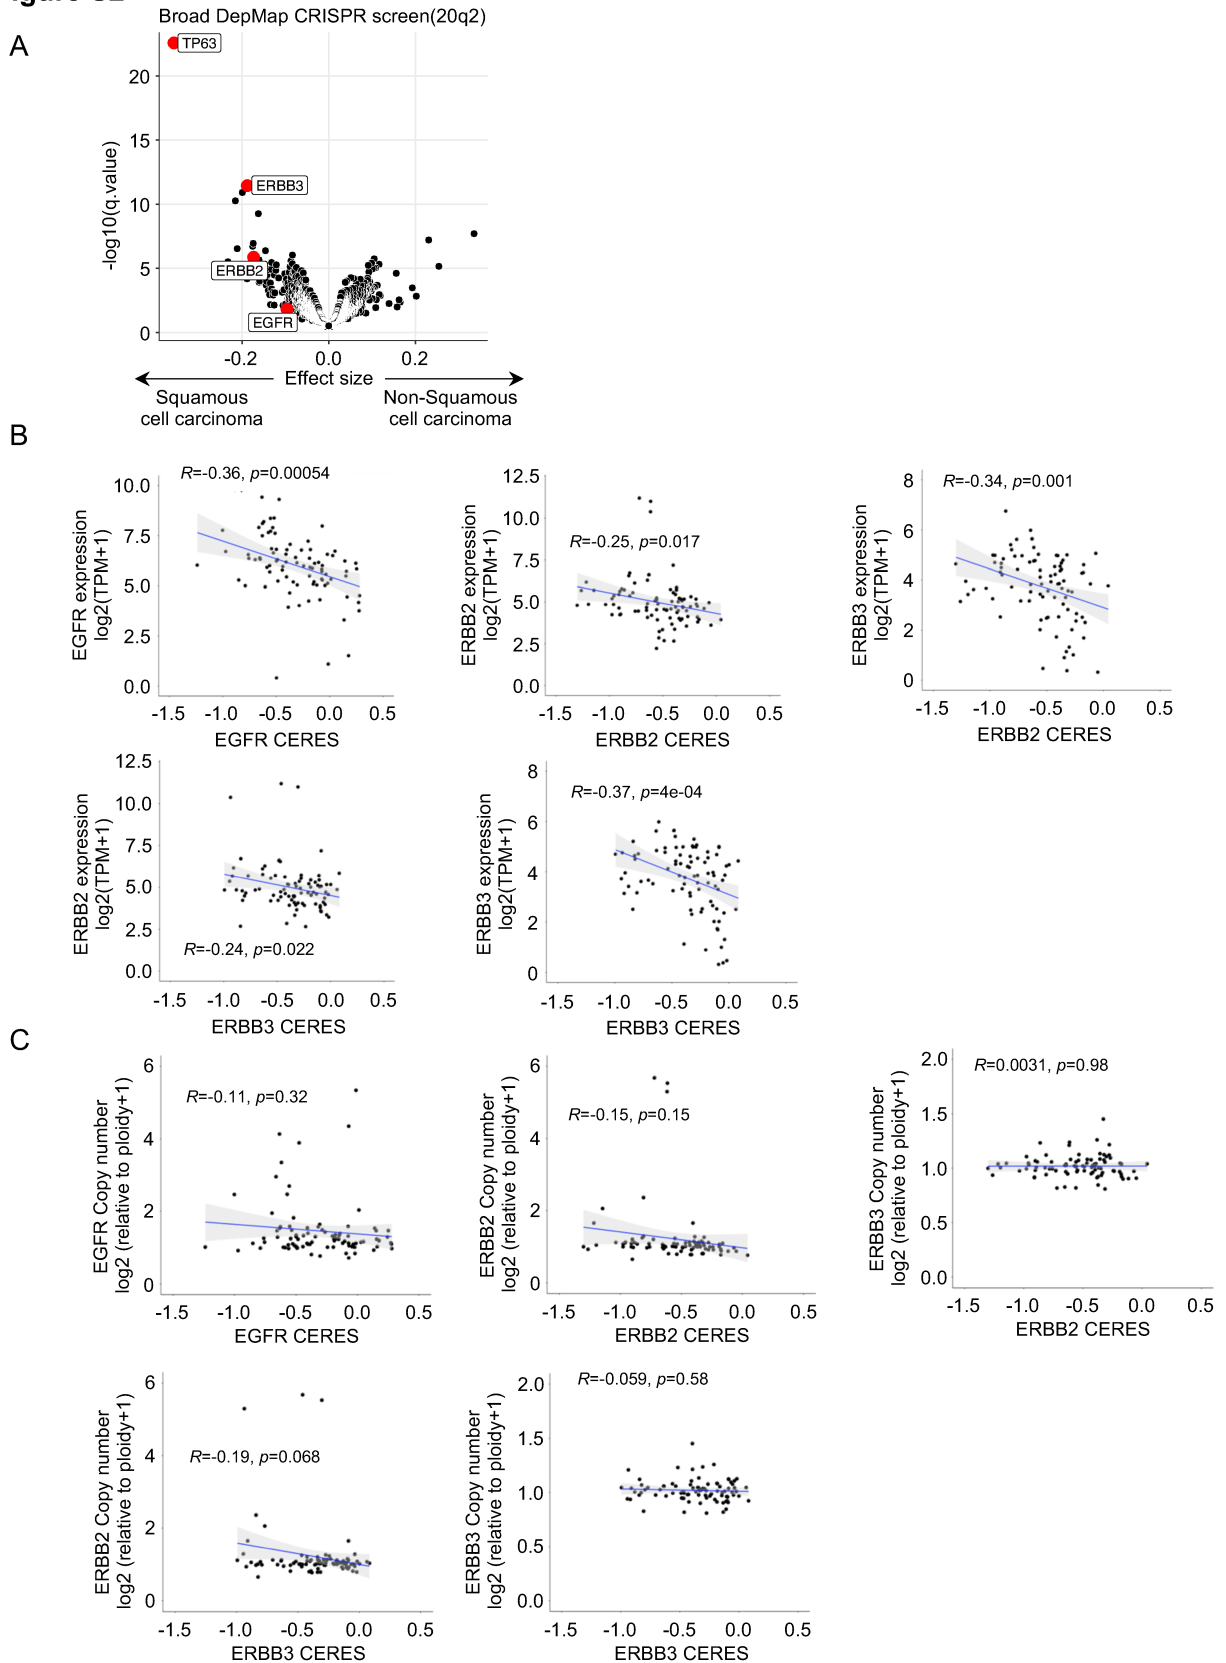 A
Broad DepMap CRISPR screen(20q2)
TP63
ERBB3
ERBB2
EGFR
-log10(q.value)
20
15
10
5
0
-0.2 0.0 0.2
Effect size
Squamous
cell carcinoma
Non-Squamous
cell carcinoma
B
R=-0.36, p=0.00054
EGFR expression
log2(TPM+1)
10.0
7.5
5.0
2.5
0.0
-1.5 -1.0 -0.5 0.0 0.5
EGFR CERES
R=-0.25, p=0.017
ERBB2 expression
log2(TPM+1)
12.5
10.0
7.5
5.0
2.5
0.0
-1.5 -1.0 -0.5 0.0 0.5
ERBB2 CERES
R=-0.34, p=0.001
ERBB3 expression
log2(TPM+1)
8
6
4
2
0
-1.5 -1.0 -0.5 0.0 0.5
ERBB2 CERES
ERBB2 expression
log2(TPM+1)
12.5
10.0
7.5
5.0
2.5
0.0
R=-0.24, p=0.022
-1.5 -1.0 -0.5 0.0 0.5
ERBB3 CERES
R=-0.37, p=4e-04
ERBB3 expression
log2(TPM+1)
8
6
4
2
0
-1.5 -1.0 -0.5 0.0 0.5
ERBB3 CERES
C
R=-0.11, p=0.32
EGFR Copy number
log2 (relative to ploidy+1)
6
4
2
0
-1.5 -1.0 -0.5 0.0 0.5
EGFR CERES
R=-0.15, p=0.15
ERBB2 Copy number
log2 (relative to ploidy+1)
6
4
2
0
-1.5 -1.0 -0.5 0.0 0.5
ERBB2 CERES
R=0.0031, p=0.98
ERBB3 Copy number
log2 (relative to ploidy+1)
2.0
1.5
1.0
0.5
0.0
-1.5 -1.0 -0.5 0.0 0.5
ERBB2 CERES
R=-0.19, p=0.068
ERBB2 Copy number
log2 (relative to ploidy+1)
6
4
2
0
-1.5 -1.0 -0.5 0.0 0.5
ERBB3 CERES
R=-0.059, p=0.58
ERBB3 Copy number
log2 (relative to ploidy+1)
2.0
1.5
1.0
0.5
0.0
-1.5 -1.0 -0.5 0.0 0.5
ERBB3 CERES